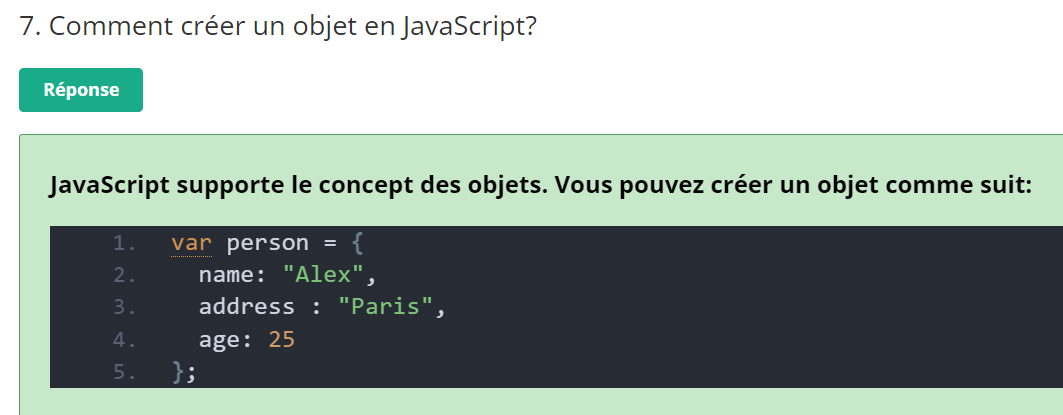 7. Comment créer un objet en JavaScript?
Réponse
JavaScript supporte le concept des objets. Vous pouvez créer un objet comme suit:
1. var person = {
2. name: "Alex",
3. address : "Paris",
4. age: 25
5. };